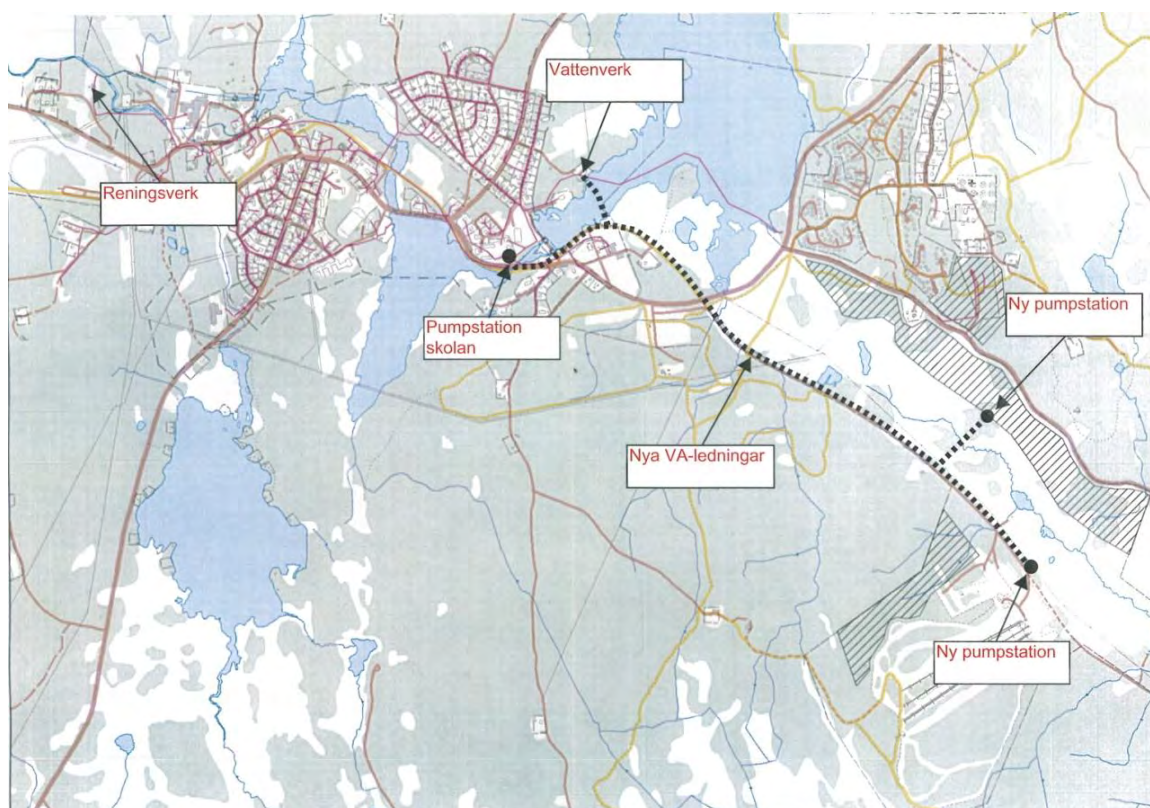 Vattenverk
Reningsverk
Pumpstation
skolan
Ny pumpstation
Nya VA-ledningar
Ny pumpstation